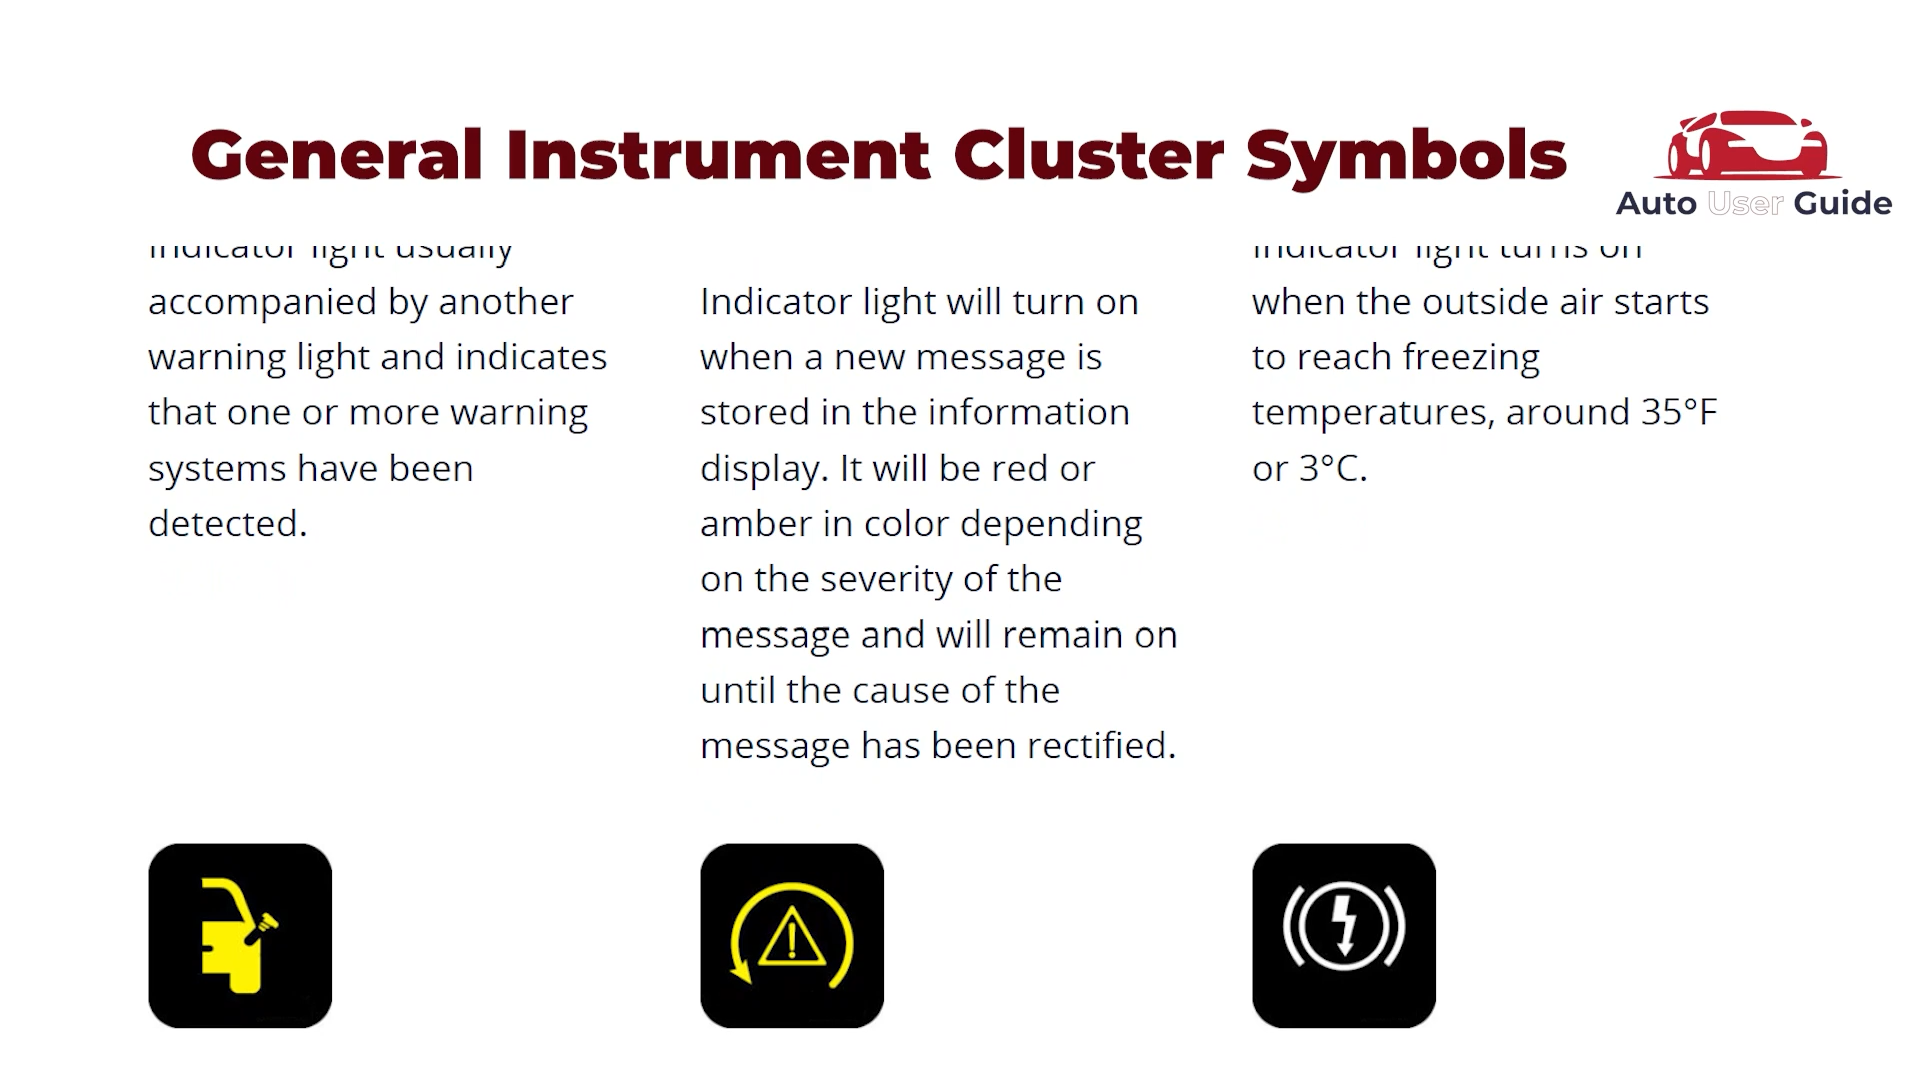 General Instrument Cluster Symbols
Auto User Guide
Indicator light usually
accompanied by another
warning light and indicates
that one or more warning
systems have been
detected.
Indicator light will turn on
when a new message is
stored in the information
display. It will be red or
amber in color depending
on the severity of the
message and will remain on
until the cause of the
message has been rectified.
Indicator light turns on
when the outside air starts
to reach freezing
temperatures, around 35°F
or 3°C.